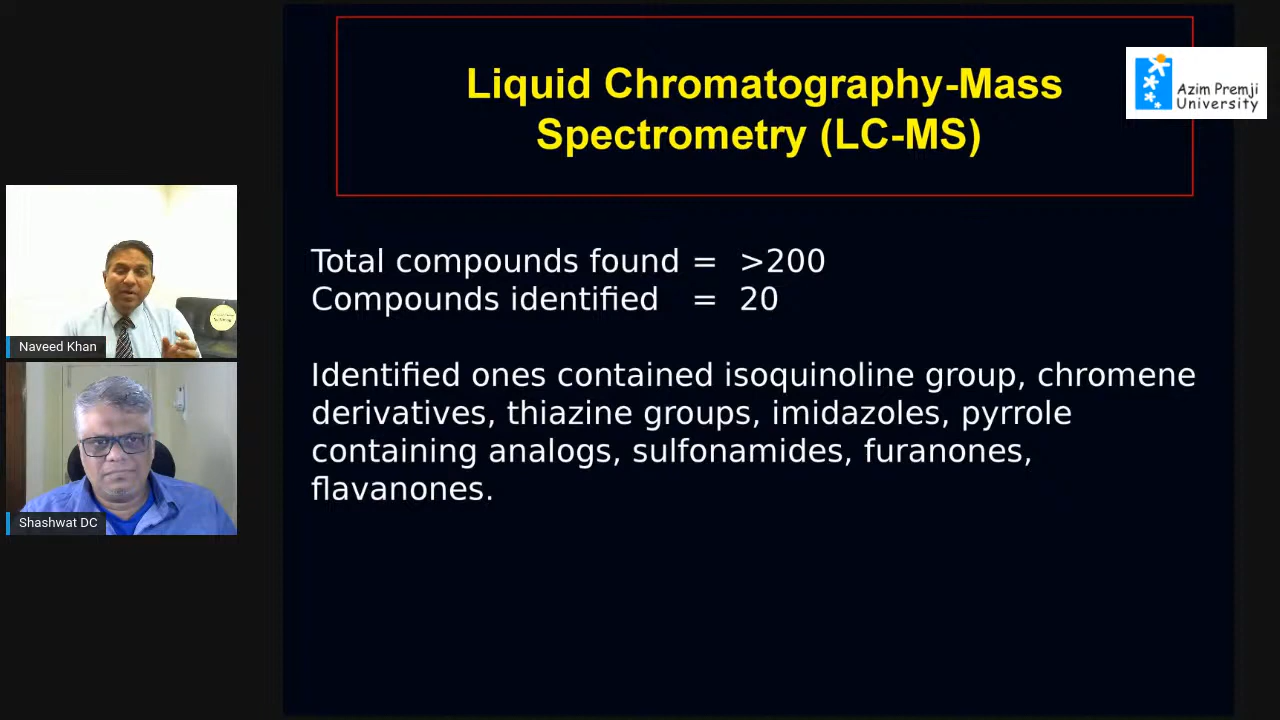 Liquid Chromatography-Mass
Spectrometry (LC-MS)
Azim Premji
University
Total compounds found = >200
Compounds identified = 20
Identified ones contained isoquinoline group, chromene
derivatives, thiazine groups, imidazoles, pyrrole
containing analogs, sulfonamides, furanones,
flavanones.
Naveed Khan
Shashwat DC